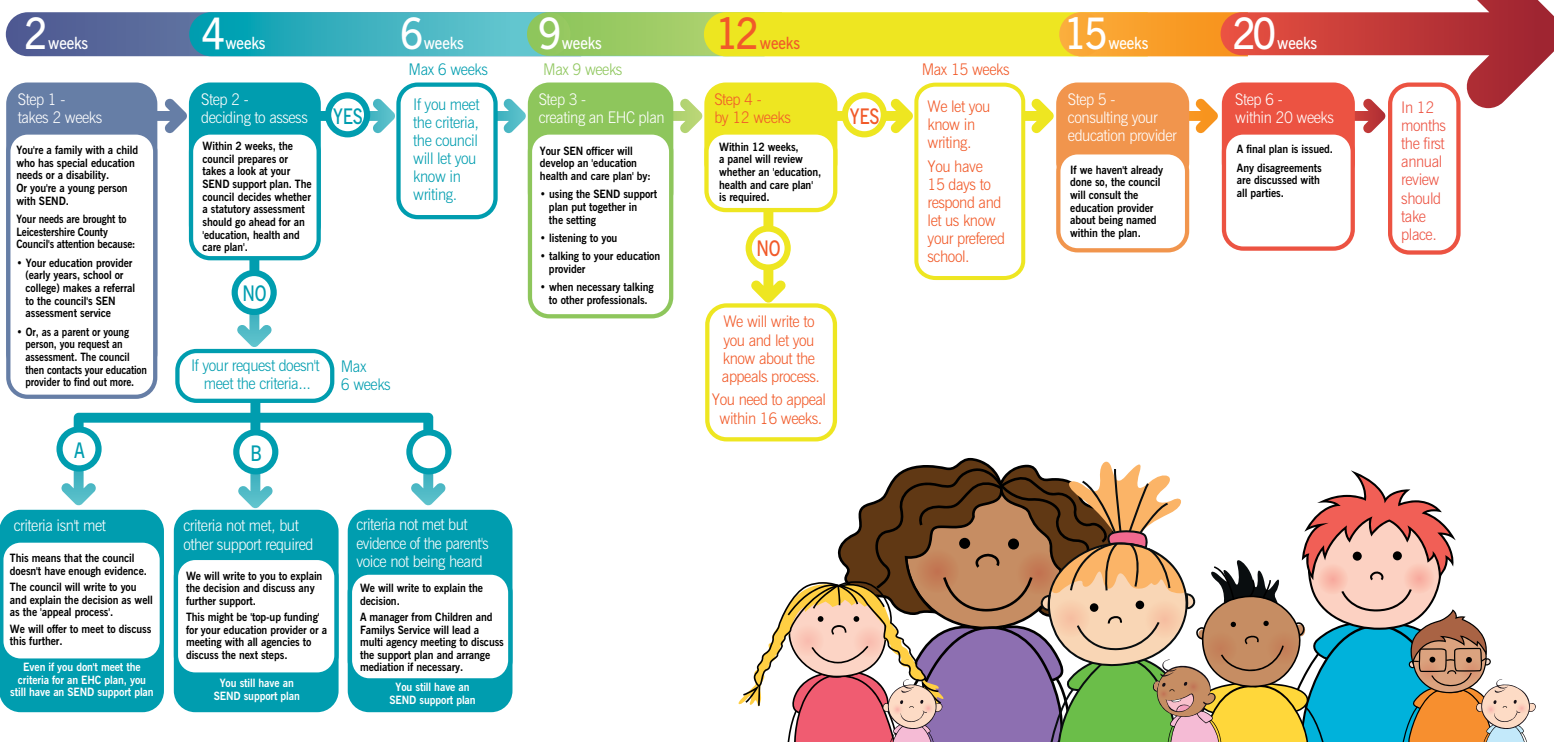 2 weeks
4 weeks
6 weeks
9 weeks
12 weeks
15 weeks
20 weeks
Step 1 -
takes 2 weeks
You're a family with a child
who has special education
needs or a disability.
Or you're a young person
with SEND.
Your needs are brought to
Leicestershire County
Council's attention because:
• Your education provider
(early years, school or
college) makes a referral
to the council's SEN
assessment service
• Or, as a parent or young
person, you request an
assessment. The council
then contacts your education
provider to find out more.
Step 2 -
deciding to assess
Within 2 weeks, the
council prepares or
takes a look at your
SEND support plan. The
council decides whether
a statutory assessment
should go ahead for an
'education, health and
care plan'.
YES
Max 6 weeks
If you meet
the criteria,
the council
will let you
know in
writing.
NO
If your request doesn't
meet the criteria...
Max
6 weeks
A
criteria isn't met
This means that the council
doesn't have enough evidence.
The council will write to you
and explain the decision as well
as the 'appeal process'.
We will offer to meet to discuss
this further.
Even if you don't meet the
criteria for an EHC plan, you
still have an SEND support plan
B
criteria not met, but
other support required
We will write to you to explain
the decision and discuss any
further support.
This might be 'top-up funding'
for your education provider or a
meeting with all agencies to
discuss the next steps.
You still have an
SEND support plan
criteria not met but
evidence of the parent's
voice not being heard
We will write to explain the
decision.
A manager from Children and
Familys Service will lead a
multi agency meeting to discuss
the support plan and arrange
mediation if necessary.
You still have an
SEND support plan
Max 9 weeks
Step 3 -
creating an EHC plan
Your SEN officer will
develop an 'education
health and care plan' by:
• using the SEND support
plan put together in
the setting
• listening to you
• talking to your education
provider
• when necessary talking
to other professionals.
Step 4 -
by 12 weeks
Within 12 weeks,
a panel will review
whether an 'education,
health and care plan'
is required.
YES
NO
We will write to
you and let you
know about the
appeals process.
You need to appeal
within 16 weeks.
Max 15 weeks
We let you
know in
writing.
You have
15 days to
respond and
let us know
your prefered
school.
Step 5 -
consulting your
education provider
If we haven't already
done so, the council
will consult the
education provider
about being named
within the plan.
Step 6 -
within 20 weeks
A final plan is issued.
Any disagreements
are discussed with
all parties.
In 12
months
the first
annual
review
should
take
place.